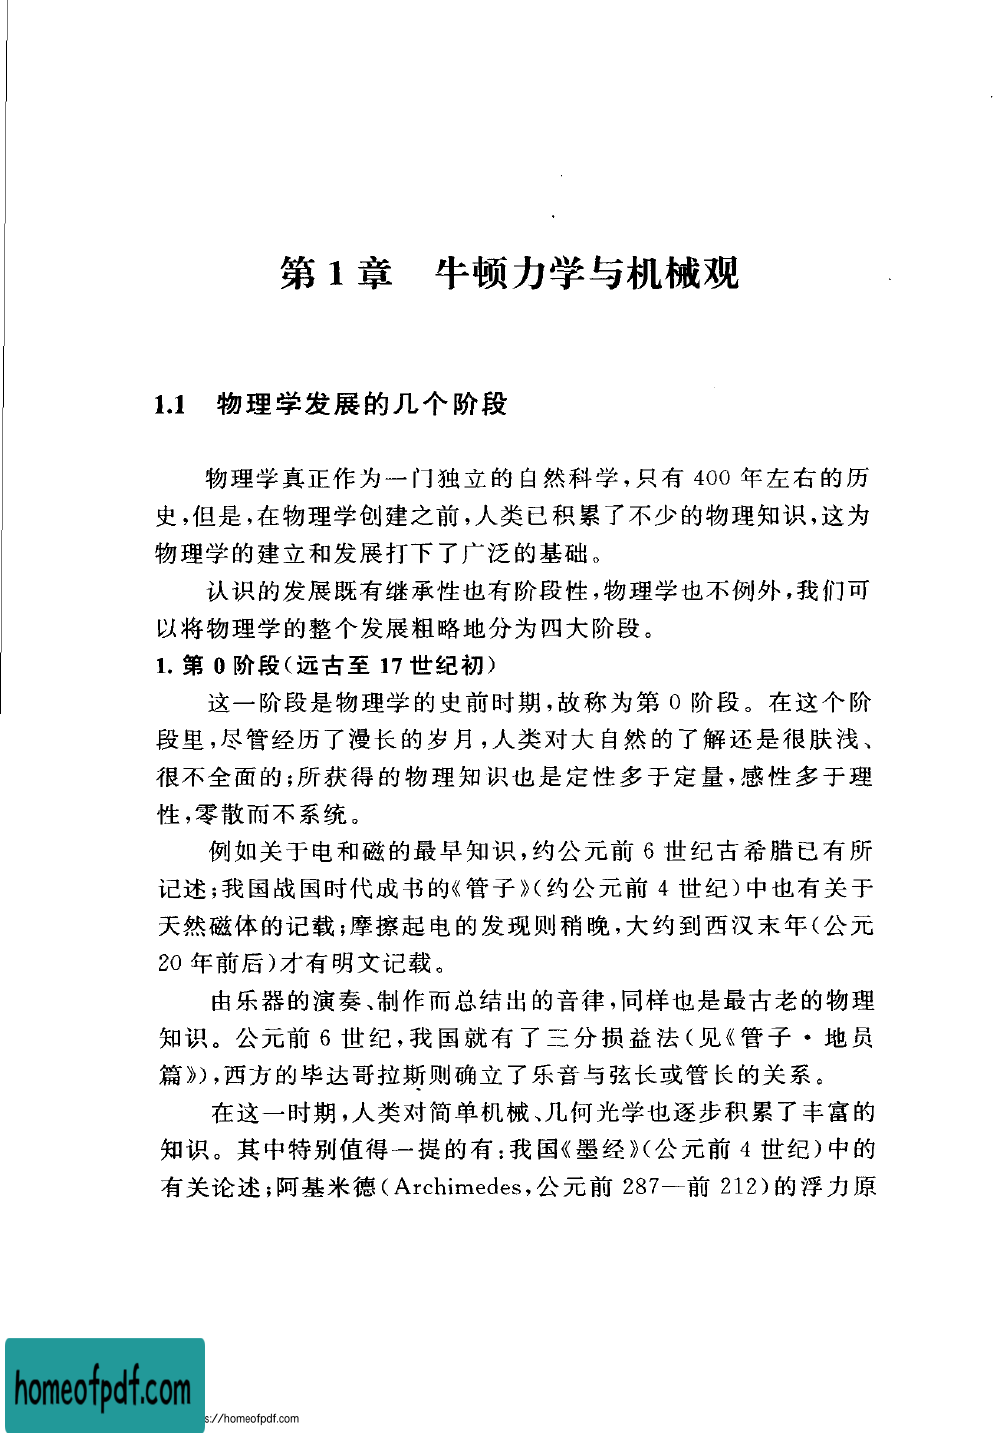 第1章 牛顿力学与机械观
1.1 物理学发展的几个阶段
物理学真正作为一门独立的自然科学,只有 400 年左右的历
史,但是,在物理学创建之前,人类已积累了不少的物理知识,这为
物理学的建立和发展打下了广泛的基础。
认识的发展既有继承性也有阶段性,物理学也不例外,我们可
以将物理学的整个发展粗略地分为四大阶段。
1. 第 0 阶段(远古至 17 世纪初)
这一阶段是物理学的史前时期,故称为第 0 阶段。在这个阶
段里,尽管经历了漫长的岁月,人类对大自然的了解还是很肤浅、
很不全面的;所获得的物理知识也是定性多于定量,感性多于理
性,零散而不系统。
例如关于电和磁的最早知识,约公元前 6 世纪古希腊已有所
记述;我国战国时代成书的《管子》(约公元前 4 世纪)中也有关于
天然磁体的记载;摩擦起电的发现则稍晚,大约到西汉末年(公元
20 年前后)才有明文记载。
由乐器的演奏、制作而总结出的音律,同样也是最古老的物理
知识。公元前 6 世纪,我国就有了三分损益法(见《管子·地员
篇》),西方的毕达哥拉斯则确立了乐音与弦长或管长的关系。
在这一时期,人类对简单机械、几何光学也逐步积累了丰富的
知识。其中特别值得一提的有:我国《墨经》(公元前 4 世纪)中的
有关论述;阿基米德(Archimedes,公元前 287—前 212)的浮力原
homeofpdf.com
s://homeofpdf.com